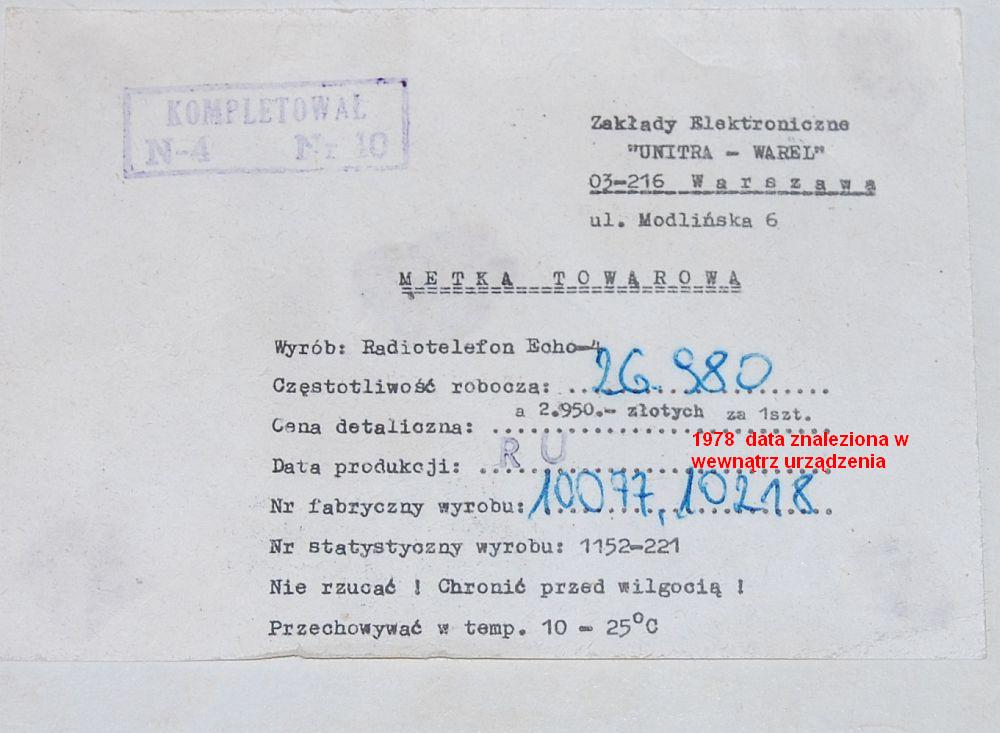 KOMPLETOWAŁ
N-4 Nr 10
Zakłady Elektroniczne
"UNITRA - WAREL"
03-216 Warszawa
ul. Modlińska 6
METKA TOWAROWA
Wyrób: Radiotelefon Echo-4
Częstotliwość robocza: 26.980
a 2.950.- złotych za 1szt.
Cena detaliczna:
1978 data znaleziona w
wewnątrz urządzenia
Data produkcji: RU
Nr fabryczny wyrobu: 10077, 10218
Nr statystyczny wyrobu: 1152-221
Nie rzucać ! Chronić przed wilgocią !
Przechowywać w temp. 10 - 25°C